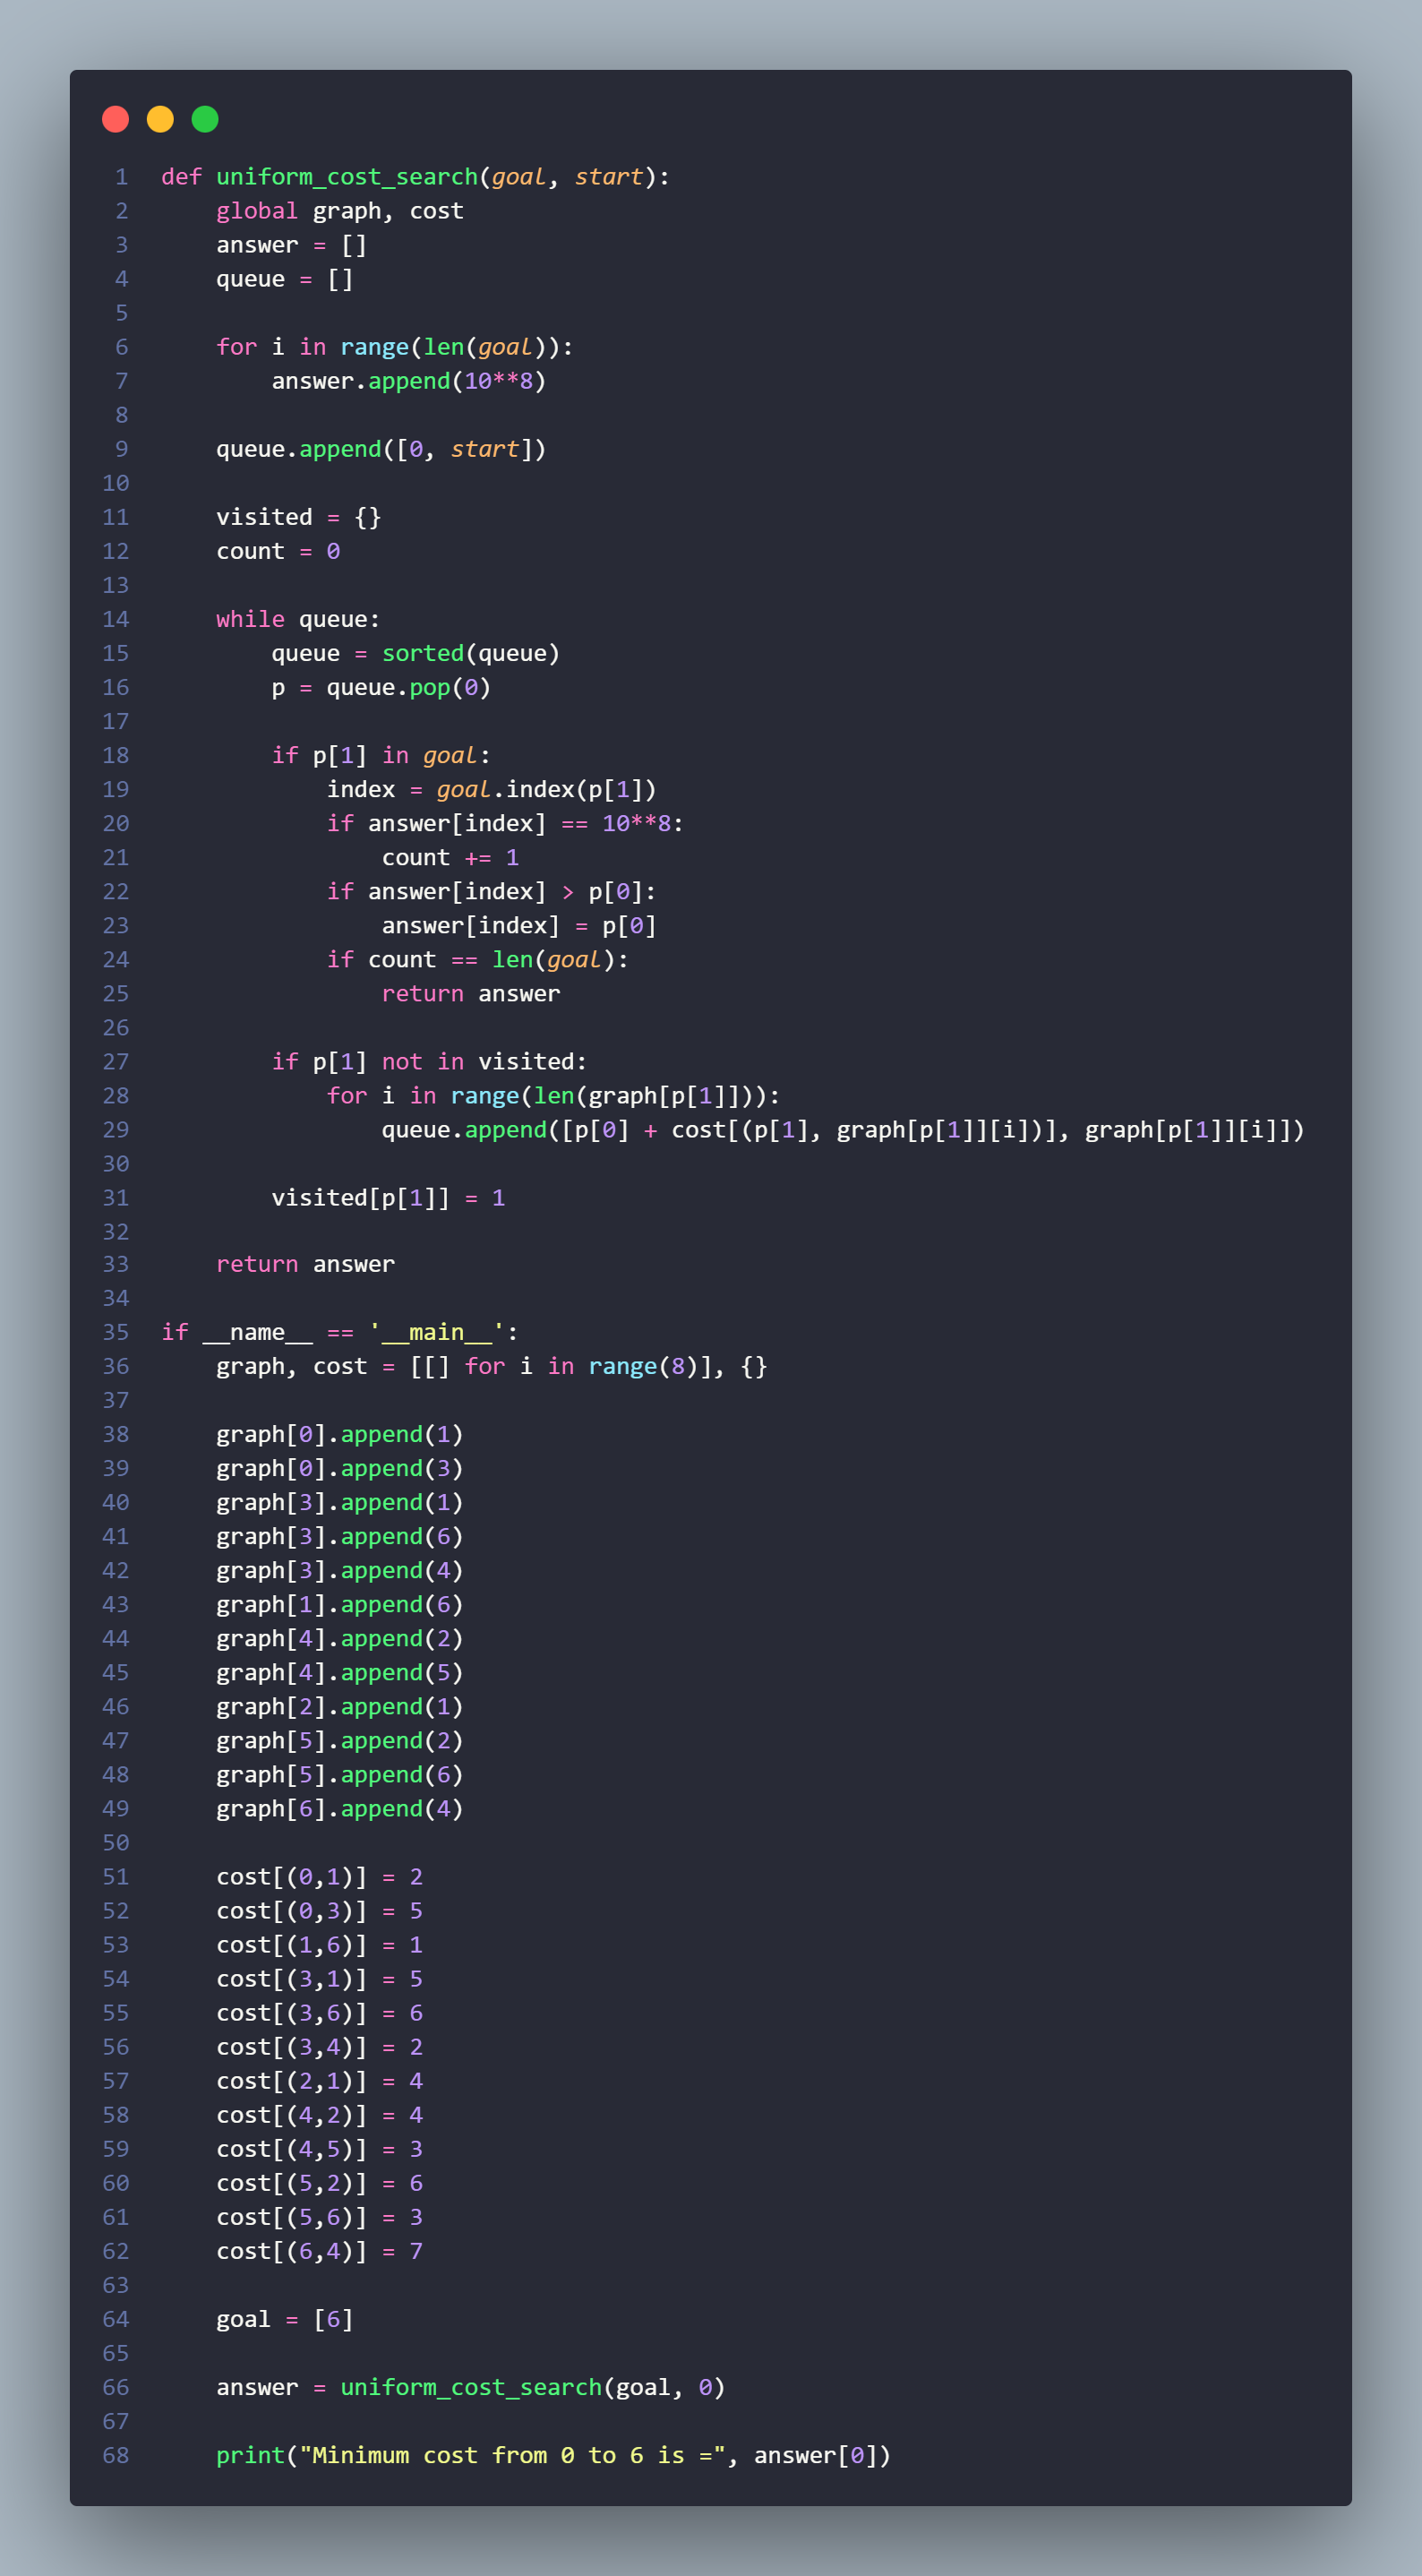 1 def uniform_cost_search(goal, start):
2     global graph, cost
3     answer = []
4     queue = []
5
6     for i in range(len(goal)):
7         answer.append(10**8)
8
9     queue.append([0, start])
10
11     visited = {}
12     count = 0
13
14     while queue:
15         queue = sorted(queue)
16         p = queue.pop(0)
17
18         if p[1] in goal:
19             index = goal.index(p[1])
20             if answer[index] == 10**8:
21                 count += 1
22             if answer[index] > p[0]:
23                 answer[index] = p[0]
24             if count == len(goal):
25                 return answer
26
27         if p[1] not in visited:
28             for i in range(len(graph[p[1]])):
29                 queue.append([p[0] + cost[(p[1], graph[p[1]][i])], graph[p[1]][i]])
30
31         visited[p[1]] = 1
32
33     return answer
34
35 if __name__ == '__main__':
36     graph, cost = [[] for i in range(8)], {}
37
38     graph[0].append(1)
39     graph[0].append(3)
40     graph[3].append(1)
41     graph[3].append(6)
42     graph[3].append(4)
43     graph[1].append(6)
44     graph[4].append(2)
45     graph[4].append(5)
46     graph[2].append(1)
47     graph[5].append(2)
48     graph[5].append(6)
49     graph[6].append(4)
50
51     cost[(0,1)] = 2
52     cost[(0,3)] = 5
53     cost[(1,6)] = 1
54     cost[(3,1)] = 5
55     cost[(3,6)] = 6
56     cost[(3,4)] = 2
57     cost[(2,1)] = 4
58     cost[(4,2)] = 4
59     cost[(4,5)] = 3
60     cost[(5,2)] = 6
61     cost[(5,6)] = 3
62     cost[(6,4)] = 7
63
64     goal = [6]
65
66     answer = uniform_cost_search(goal, 0)
67
68     print("Minimum cost from 0 to 6 is =", answer[0])